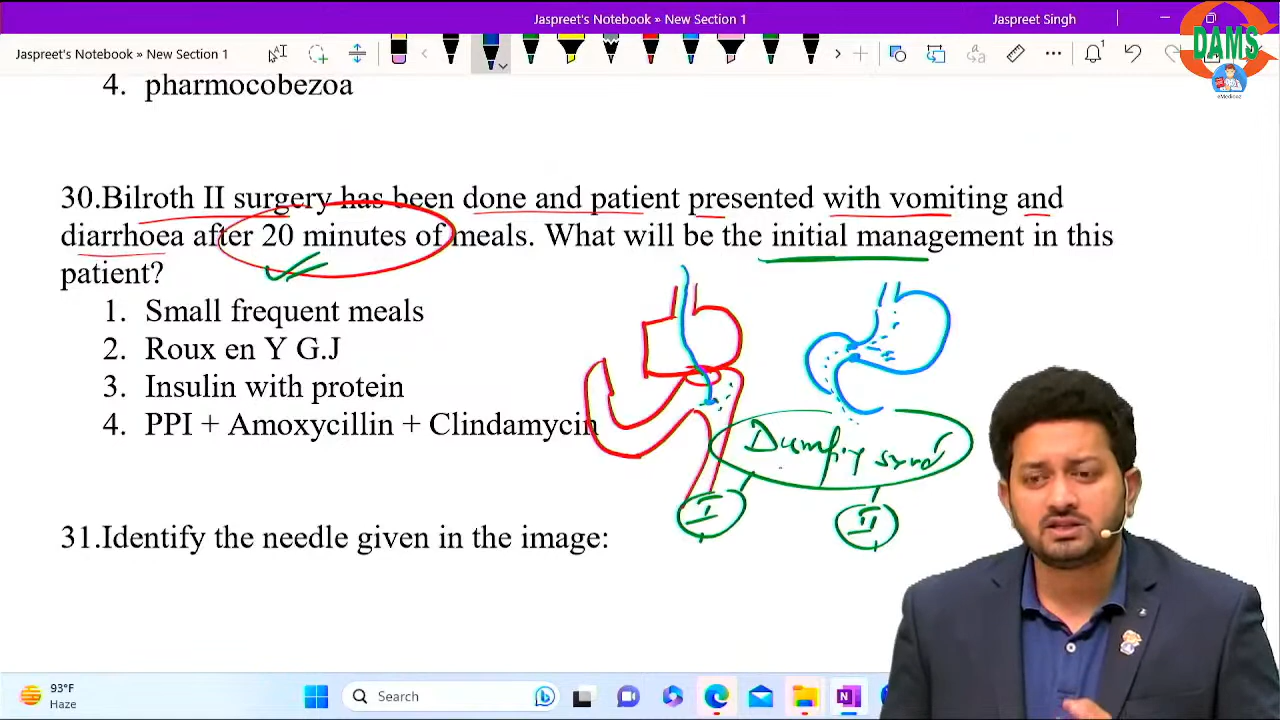 Jaspreet's Notebook » New Section 1
Jaspreet Singh
Jaspreet's Notebook » New Section 1
DAMS
eMedicoz
4. pharmocobezoa
30.Bilroth II surgery has been done and patient presented with vomiting and
diarrhoea after 20 minutes of meals. What will be the initial management in this
patient?
1. Small frequent meals
2. Roux en Y G.J
3. Insulin with protein
4. PPI + Amoxycillin + Clindamycin
Dumping synd
I
II
31.Identify the needle given in the image:
93°F
Haze
Search